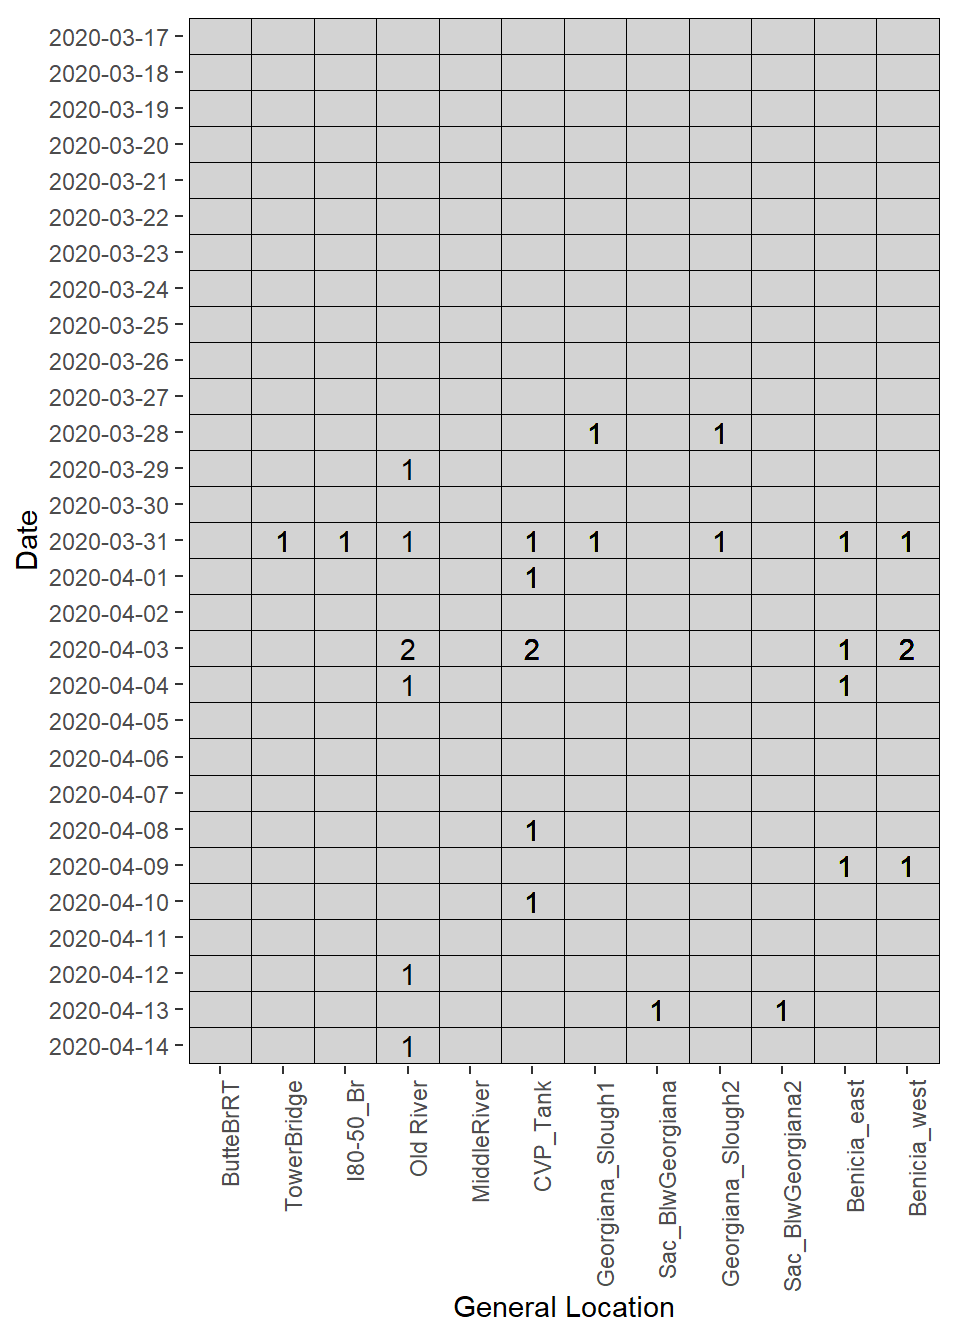 2020-03-17
2020-03-18
2020-03-19
2020-03-20
2020-03-21
2020-03-22
2020-03-23
2020-03-24
2020-03-25
2020-03-26
2020-03-27
2020-03-28 1 1
2020-03-29 1
2020-03-30
2020-03-31 1 1 1 1 1 1 1 1
2020-04-01 1
2020-04-02
2020-04-03 2 2 1 2
2020-04-04 1 1
2020-04-05
2020-04-06
2020-04-07
2020-04-08 1
2020-04-09 1 1
2020-04-10 1
2020-04-11
2020-04-12 1
2020-04-13 1 1
2020-04-14 1
Date
ButteBrRT
TowerBridge
I80-50_Br
Old River
MiddleRiver
CVP_Tank
Georgiana_Slough1
Sac_BlwGeorgiana
Georgiana_Slough2
Sac_BlwGeorgiana2
Benicia_east
Benicia_west
General Location